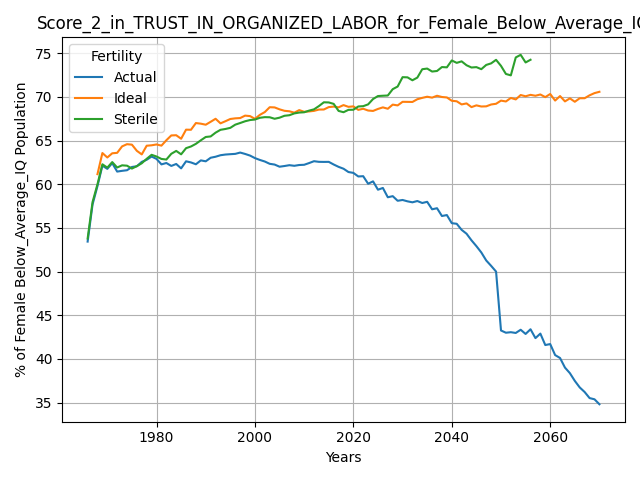 Score_2_in_TRUST_IN_ORGANIZED_LABOR_for_Female_Below_Average_IQ
% of Female Below_Average_IQ Population
75
70
65
60
55
50
45
40
35
Fertility
Actual
Ideal
Sterile
1980
2000
2020
2040
2060
Years